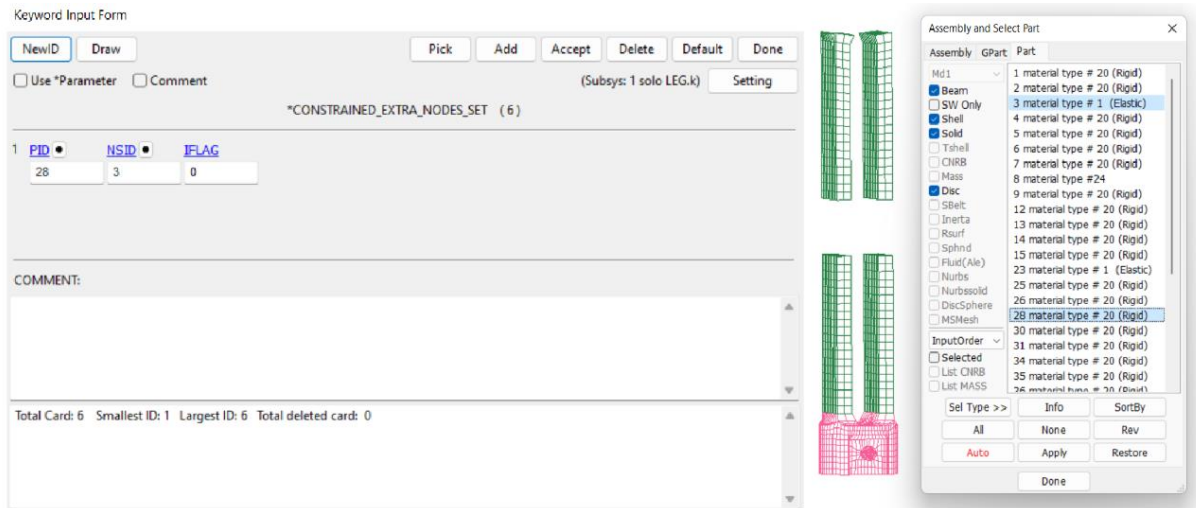 Keyword Input Form
NewID Draw Pick Add Accept Delete Default Done
Use *Parameter Comment (Subsys: 1 solo LEG.k) Setting
*CONSTRAINED_EXTRA_NODES_SET (6)
1 PID NSID IFLAG
28 3 0
COMMENT:
Total Card: 6 Smallest ID: 1 Largest ID: 6 Total deleted card: 0
Assembly and Select Part
Assembly GPart Part
Md1
Beam
SW Only
Shell
Solid
Tshell
CNRB
Mass
Disc
SBelt
Inerta
Rsurf
Sphnd
Fluid(Ale)
Nurbs
Nurbssolid
DiscSphere
MSMesh
InputOrder
Selected
List CNRB
List MASS
1 material type # 20 (Rigid)
2 material type # 20 (Rigid)
3 material type # 1 (Elastic)
4 material type # 20 (Rigid)
5 material type # 20 (Rigid)
6 material type # 20 (Rigid)
7 material type # 20 (Rigid)
8 material type #24
9 material type # 20 (Rigid)
12 material type # 20 (Rigid)
13 material type # 20 (Rigid)
14 material type # 20 (Rigid)
15 material type # 20 (Rigid)
23 material type # 1 (Elastic)
25 material type # 20 (Rigid)
26 material type # 20 (Rigid)
28 material type # 20 (Rigid)
30 material type # 20 (Rigid)
31 material type # 20 (Rigid)
34 material type # 20 (Rigid)
35 material type # 20 (Rigid)
36 material type # 20 (Rigid)
Sel Type >> Info SortBy
All None Rev
Auto Apply Restore
Done